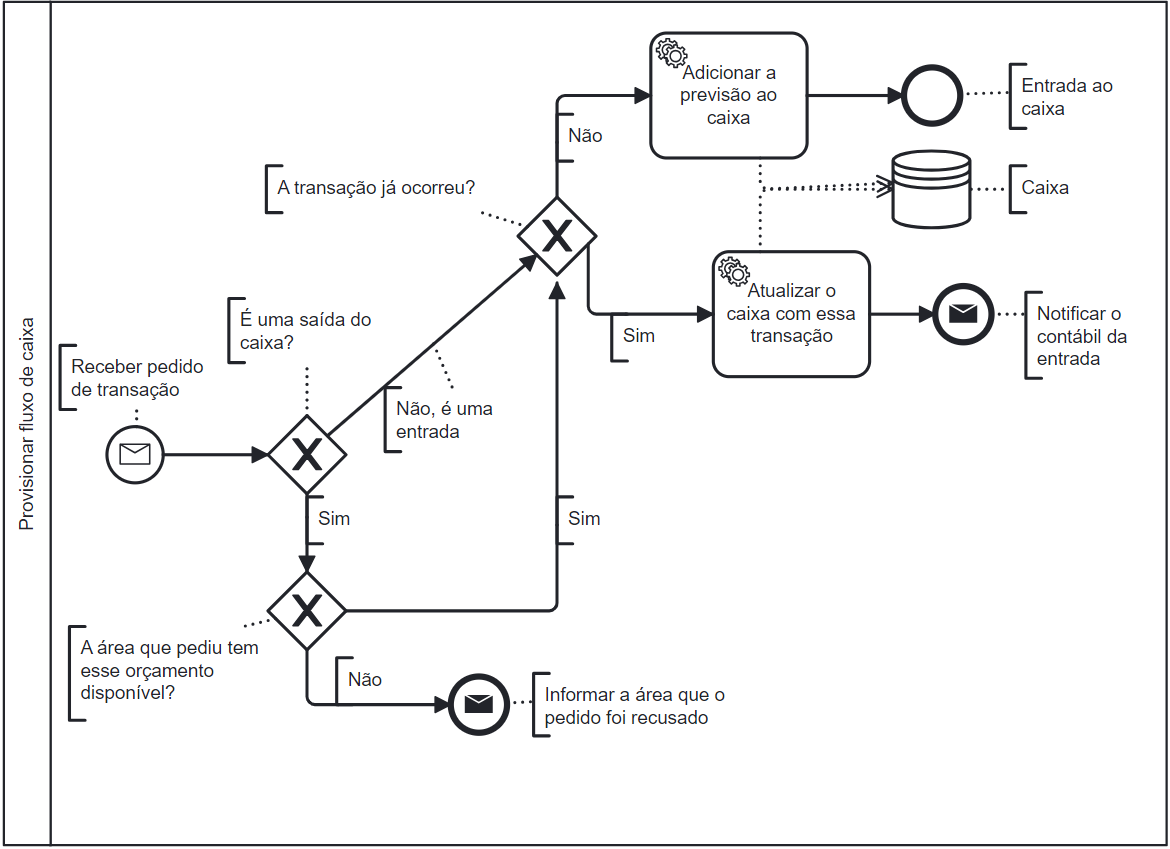 Provisionar fluxo de caixa
Adicionar a
previsão ao
caixa
Entrada ao
caixa
Não
A transação já ocorreu?
Caixa
Atualizar o
caixa com essa
transação
Notificar o
contábil da
entrada
Sim
É uma saída do
caixa?
Receber pedido
de transação
Não, é uma
entrada
Sim
Sim
A área que pediu tem
esse orçamento
disponível?
Não
Informar a área que o
pedido foi recusado